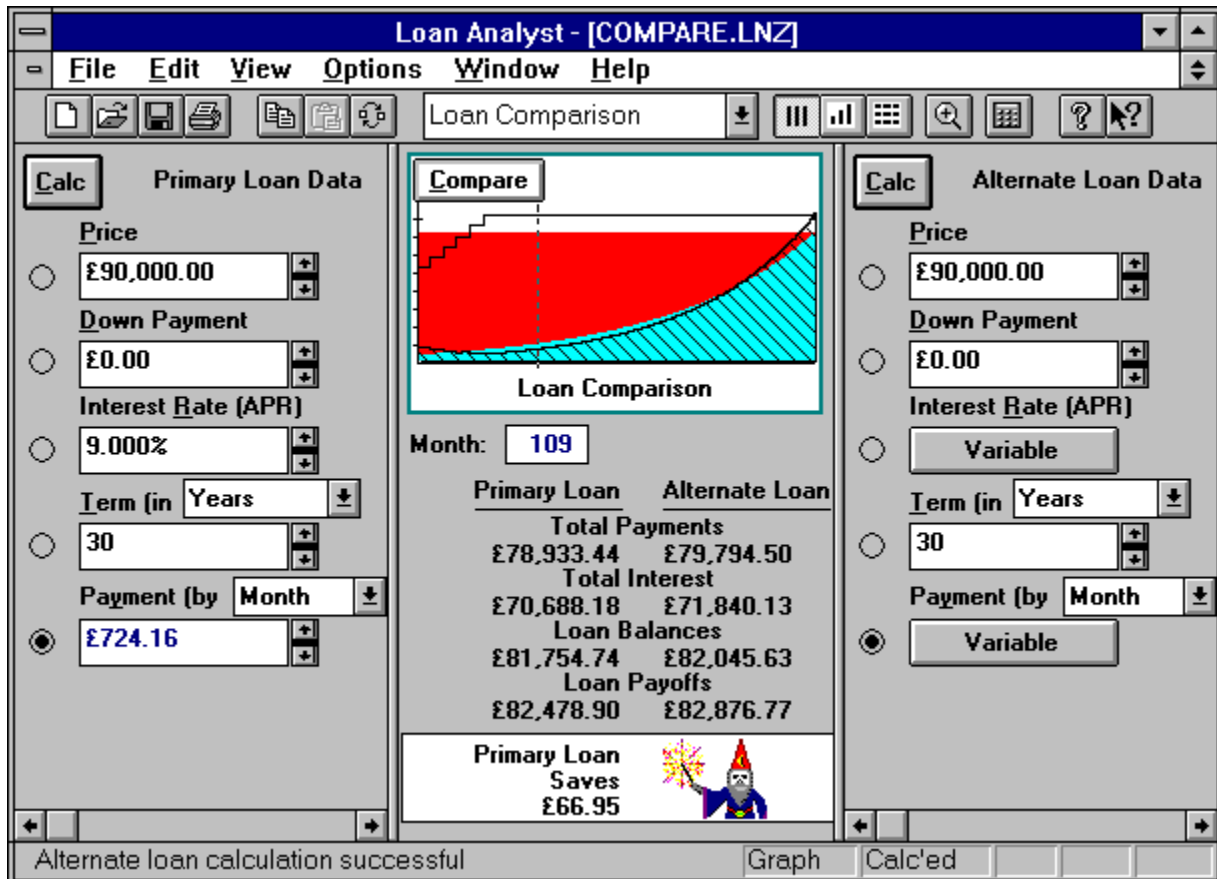 Loan Analyst - [COMPARE.LNZ]
File Edit View Options Window Help
Loan Comparison
Calc Primary Loan Data
Price
£90,000.00
Down Payment
£0.00
Interest Rate (APR)
9.000%
Term (in Years
30
Payment (by Month
£724.16
Compare
Loan Comparison
Month: 109
Primary Loan Alternate Loan
Total Payments
£78,933.44 £79,794.50
Total Interest
£70,688.18 £71,840.13
Loan Balances
£81,754.74 £82,045.63
Loan Payoffs
£82,478.90 £82,876.77
Primary Loan
Saves
£66.95
Calc Alternate Loan Data
Price
£90,000.00
Down Payment
£0.00
Interest Rate (APR)
Variable
Term (in Years
30
Payment (by Month
Variable
Alternate loan calculation successful Graph Calc'ed